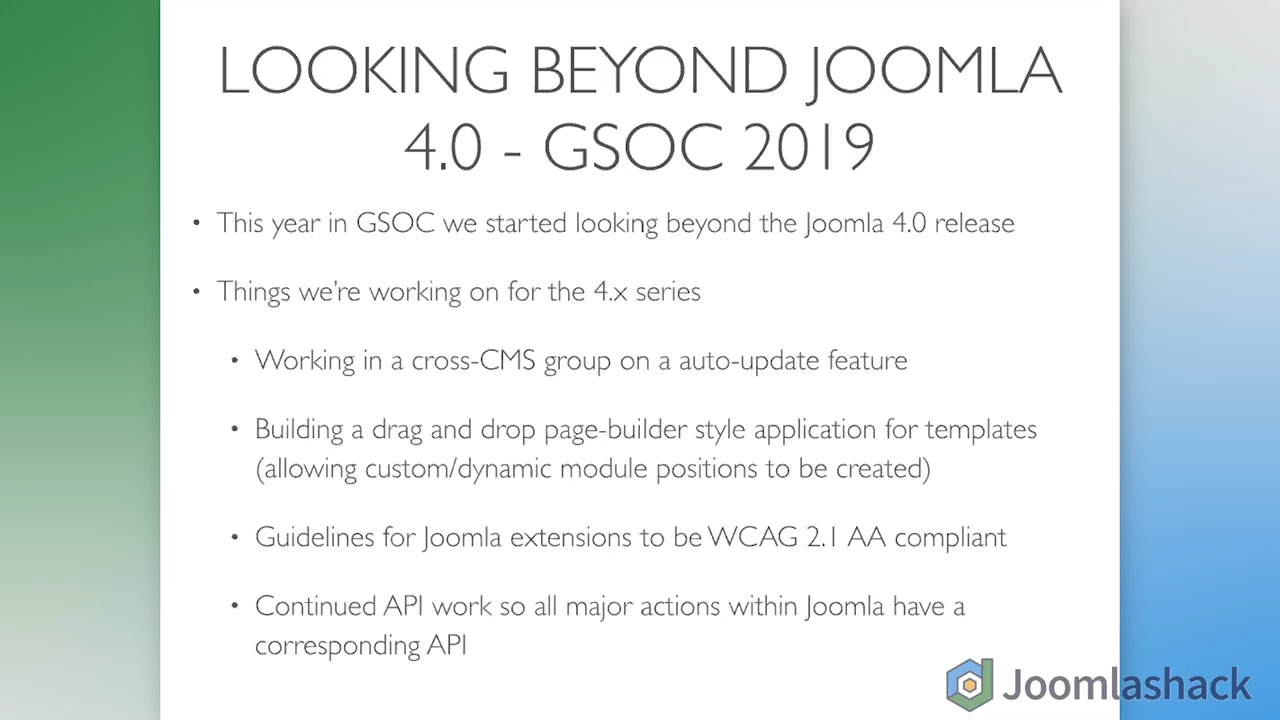 LOOKING BEYOND JOOMLA
4.0 - GSOC 2019
• This year in GSOC we started looking beyond the Joomla 4.0 release
• Things we're working on for the 4.x series
• Working in a cross-CMS group on a auto-update feature
• Building a drag and drop page-builder style application for templates
(allowing custom/dynamic module positions to be created)
• Guidelines for Joomla extensions to be WCAG 2.1 AA compliant
• Continued API work so all major actions within Joomla have a
corresponding API
Joomlashack